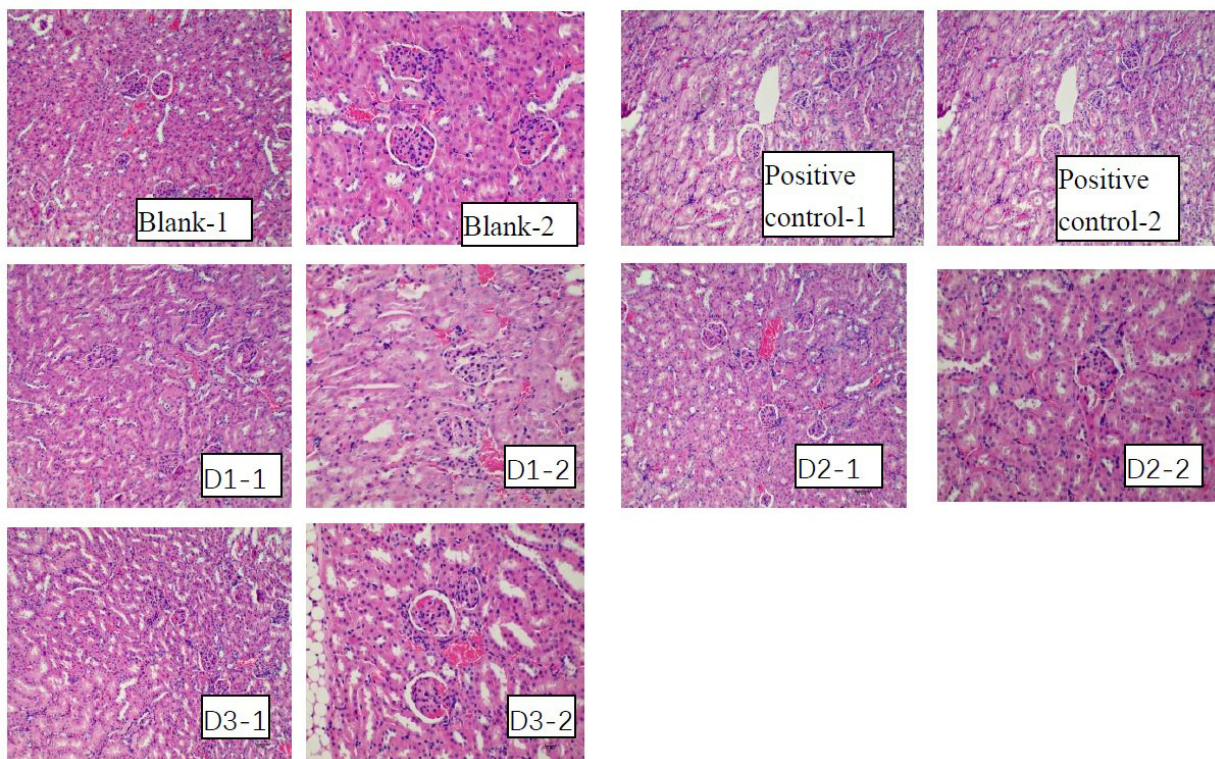 Blank-1
Blank-2
Positive
control-1
Positive
control-2
D1-1
D1-2
D2-1
D2-2
D3-1
D3-2